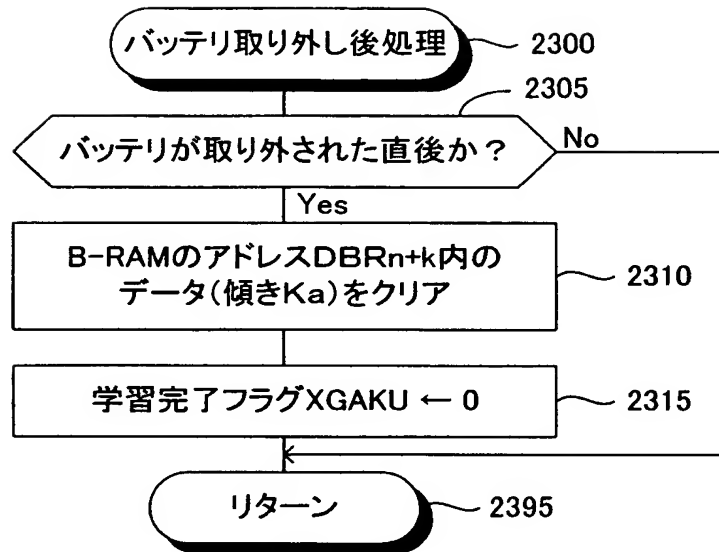 バッテリ取り外し後処理
2300
2305
バッテリが取り外された直後か？
No
Yes
B-RAMのアドレスDBRn+k内の
データ(傾きKa)をクリア
2310
学習完了フラグXGAKU ← 0
2315
リターン
2395